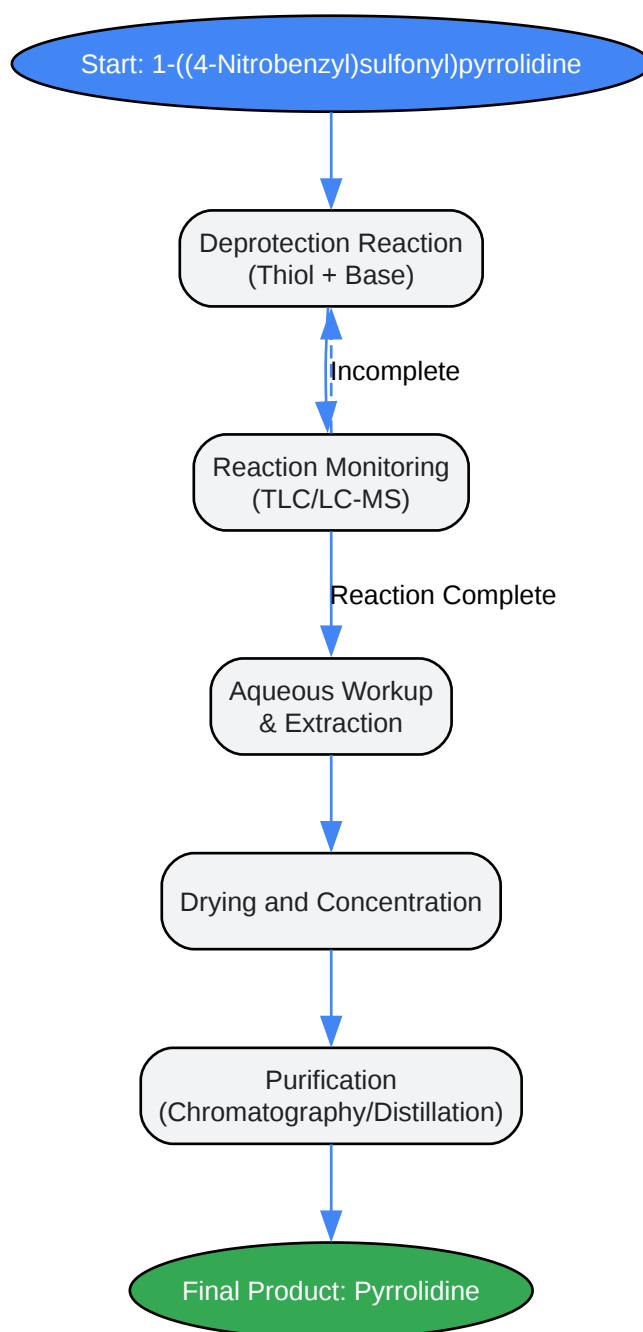 Start: 1-((4-Nitrobenzyl)sulfonyl)pyrrolidine
Deprotection Reaction
(Thiol + Base)
Incomplete
Reaction Monitoring
(TLC/LC-MS)
Reaction Complete
Aqueous Workup
& Extraction
Drying and Concentration
Purification
(Chromatography/Distillation)
Final Product: Pyrrolidine